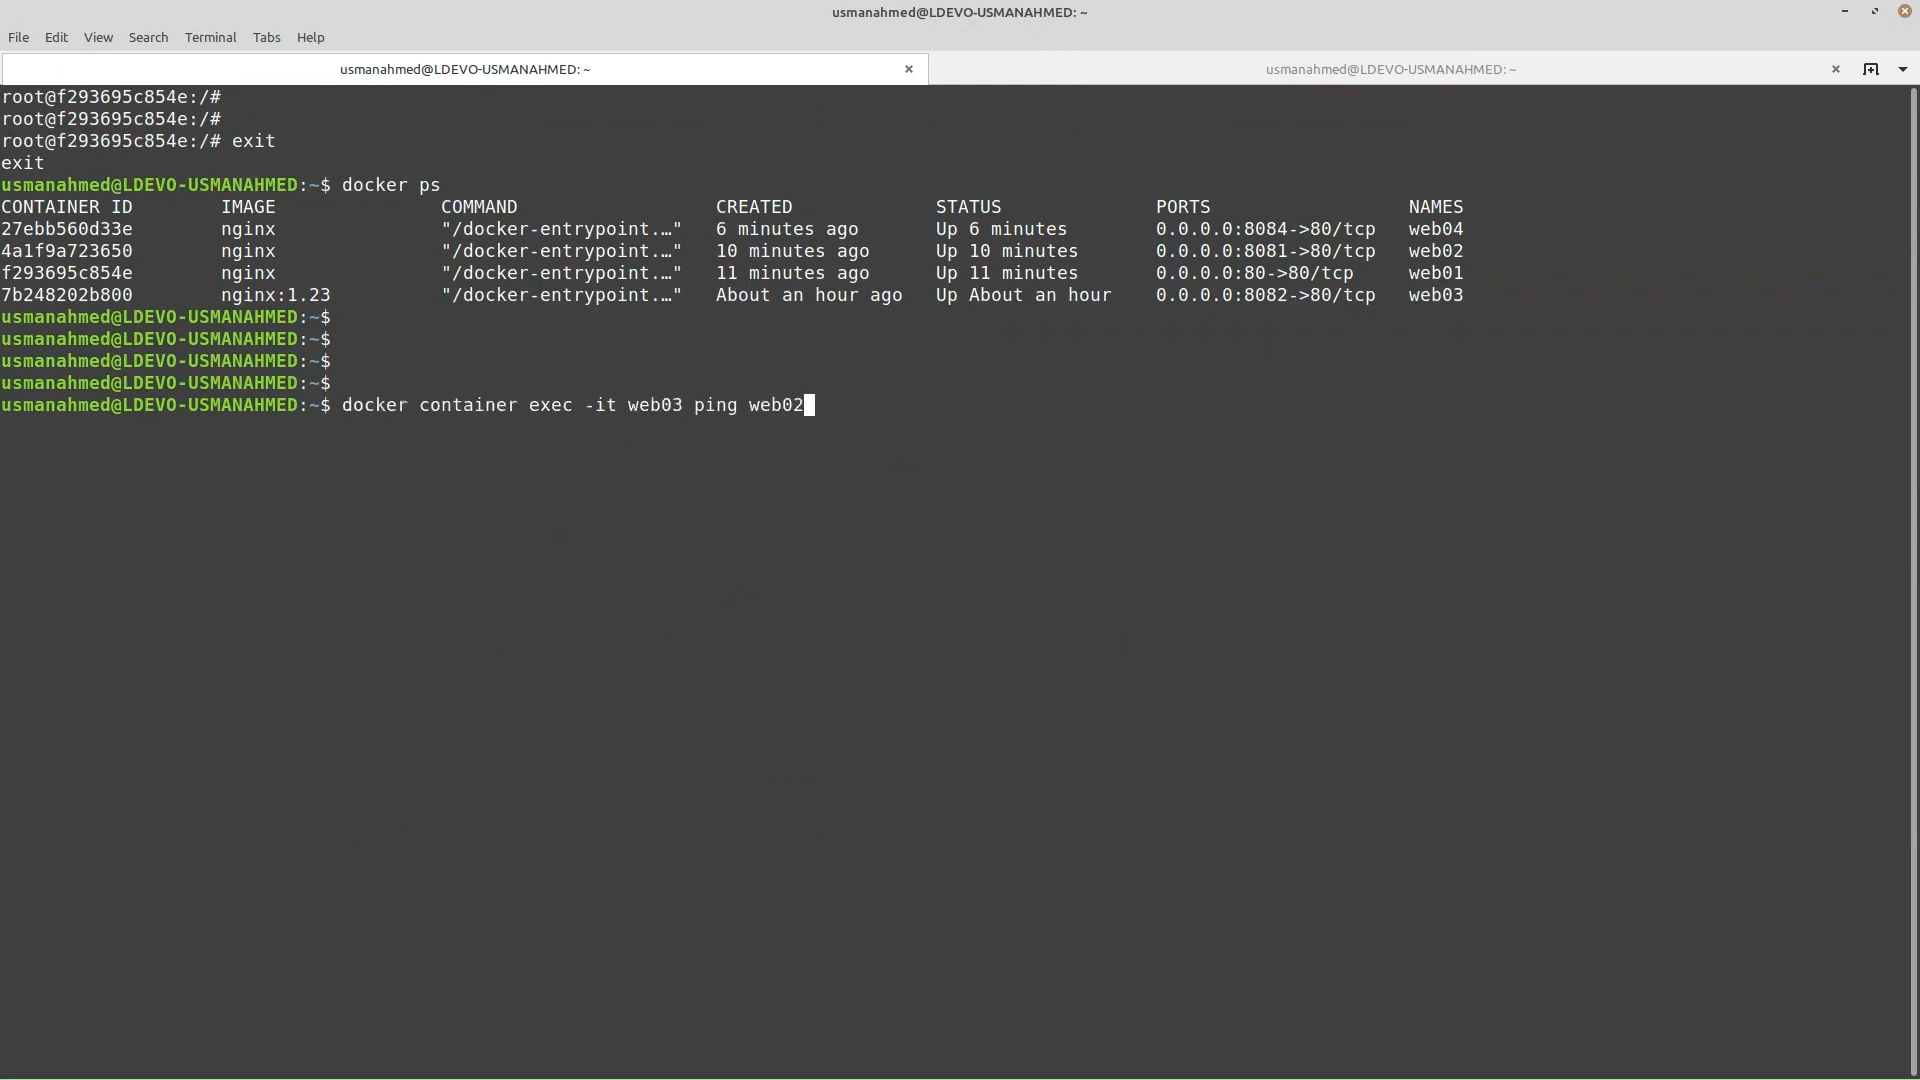 usmanahmed@LDEVO-USMANAHMED: ~
File Edit View Search Terminal Tabs Help
usmanahmed@LDEVO-USMANAHMED: ~ usmanahmed@LDEVO-USMANAHMED: ~
root@f293695c854e:/#
root@f293695c854e:/#
root@f293695c854e:/# exit
exit
usmanahmed@LDEVO-USMANAHMED:~$ docker ps
CONTAINER ID IMAGE COMMAND CREATED STATUS PORTS NAMES
27ebb560d33e nginx "/docker-entrypoint.…" 6 minutes ago Up 6 minutes 0.0.0.0:8084->80/tcp web04
4a1f9a723650 nginx "/docker-entrypoint.…" 10 minutes ago Up 10 minutes 0.0.0.0:8081->80/tcp web02
f293695c854e nginx "/docker-entrypoint.…" 11 minutes ago Up 11 minutes 0.0.0.0:80->80/tcp web01
7b248202b800 nginx:1.23 "/docker-entrypoint.…" About an hour ago Up About an hour 0.0.0.0:8082->80/tcp web03
usmanahmed@LDEVO-USMANAHMED:~$
usmanahmed@LDEVO-USMANAHMED:~$
usmanahmed@LDEVO-USMANAHMED:~$
usmanahmed@LDEVO-USMANAHMED:~$
usmanahmed@LDEVO-USMANAHMED:~$ docker container exec -it web03 ping web02